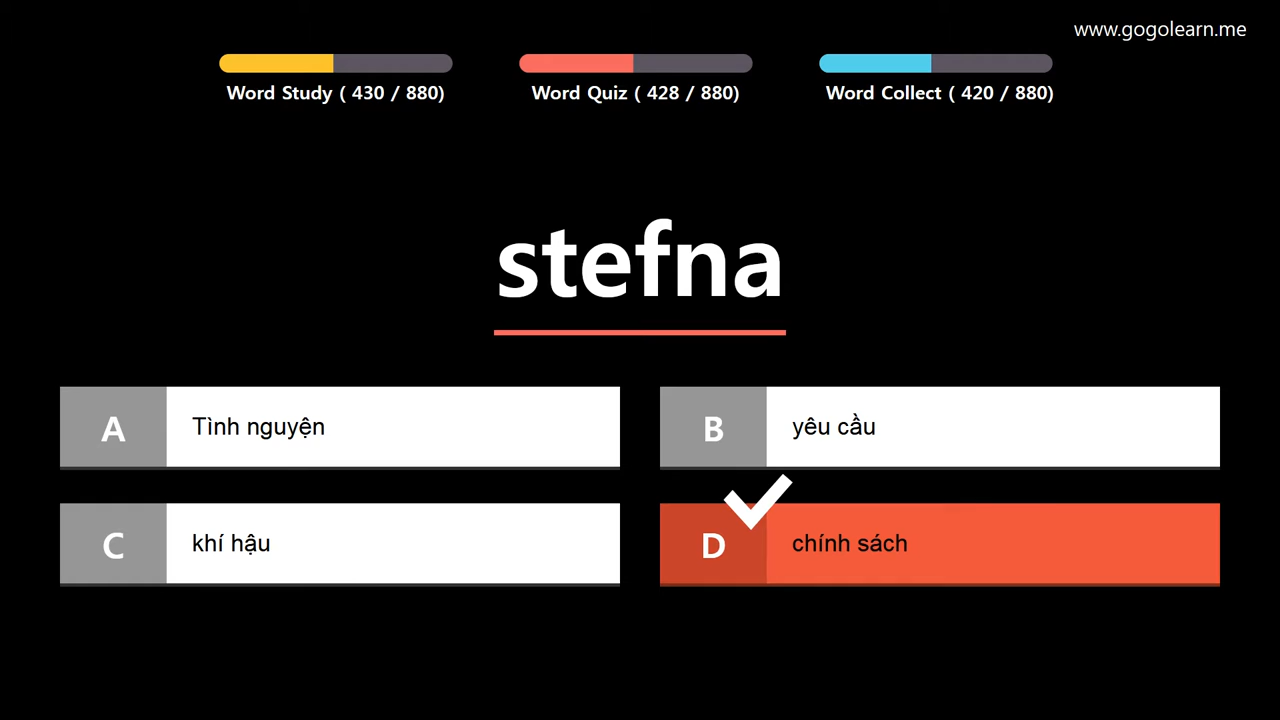 www.gogolearn.me
Word Study ( 430 / 880)
Word Quiz ( 428 / 880)
Word Collect ( 420 / 880)
stefna
A Tình nguyện
B yêu cầu
C khí hậu
D chính sách